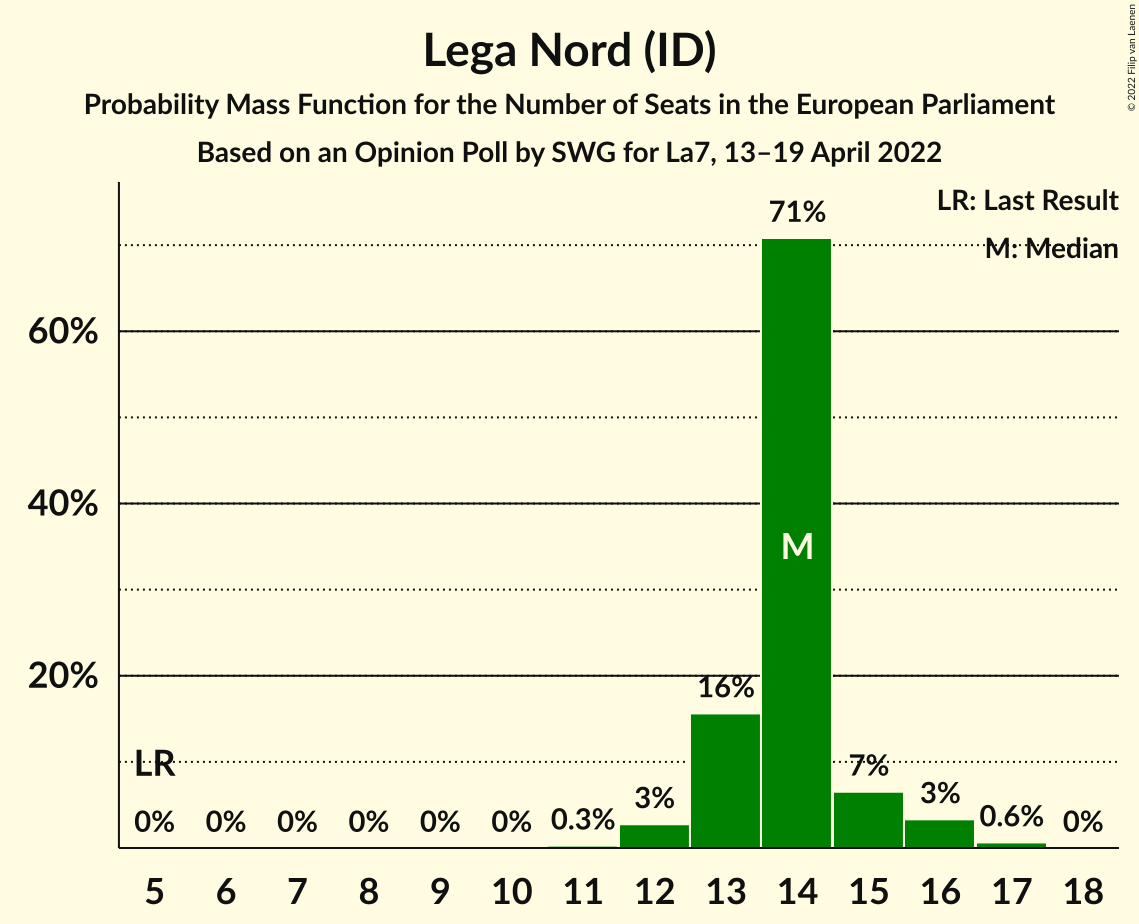 Lega Nord (ID)
Probability Mass Function for the Number of Seats in the European Parliament
Based on an Opinion Poll by SWG for La7, 13–19 April 2022
© 2022 Filip van Laenen
LR: Last Result
M: Median
71%
60%
40%
M
20%
16%
LR
7%
3%
3%
0% 0% 0% 0% 0% 0% 0.3% 0.6% 0%
5 6 7 8 9 10 11 12 13 14 15 16 17 18